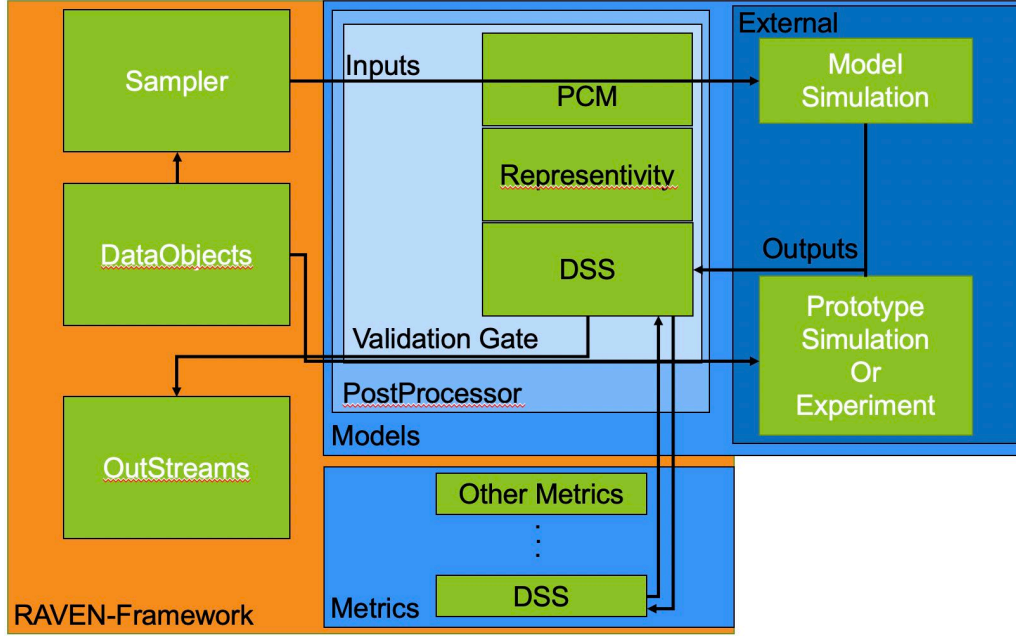 External
Sampler
Inputs
PCM
Model
Simulation
Representivity
DataObjects
DSS
Outputs
Prototype
Simulation
Or
Experiment
Validation Gate
PostProcessor
Models
OutStreams
Other Metrics
DSS
Metrics
RAVEN-Framework